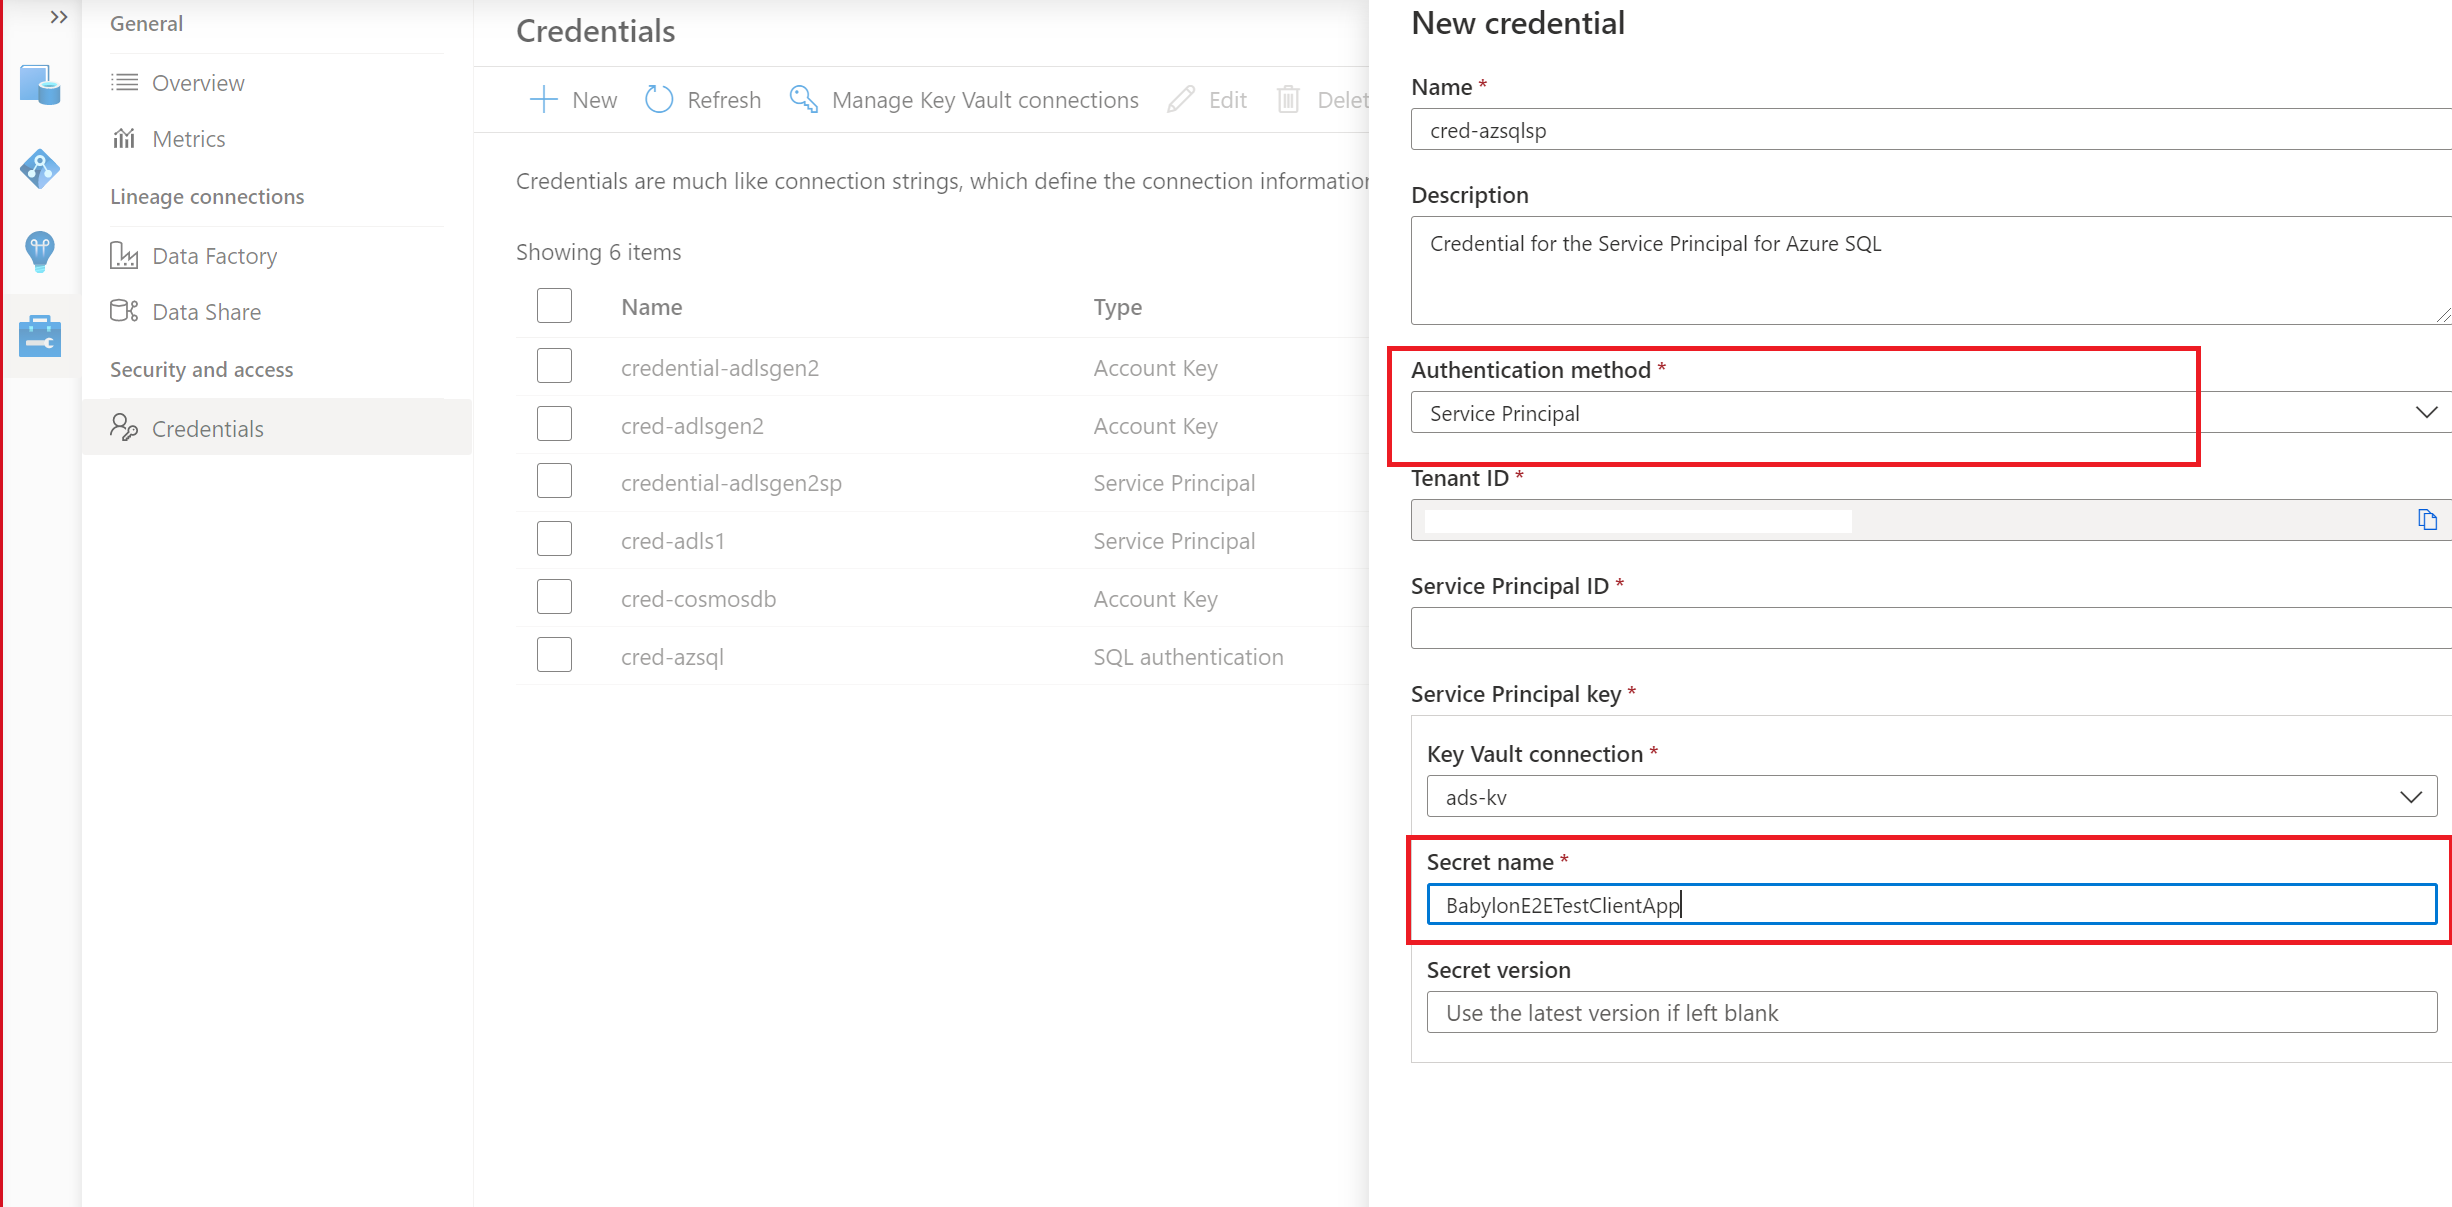 General
Overview
Metrics
Lineage connections
Data Factory
Data Share
Security and access
Credentials
Credentials
New Refresh Manage Key Vault connections Edit Delet
Credentials are much like connection strings, which define the connection information
Showing 6 items
Name Type
credential-adlsgen2 Account Key
cred-adlsgen2 Account Key
credential-adlsgen2sp Service Principal
cred-adls1 Service Principal
cred-cosmosdb Account Key
cred-azsql SQL authentication
New credential
Name *
cred-azsqlsp
Description
Credential for the Service Principal for Azure SQL
Authentication method *
Service Principal
Tenant ID *
Service Principal ID *
Service Principal key *
Key Vault connection *
ads-kv
Secret name *
BabylonE2ETestClientApp
Secret version
Use the latest version if left blank